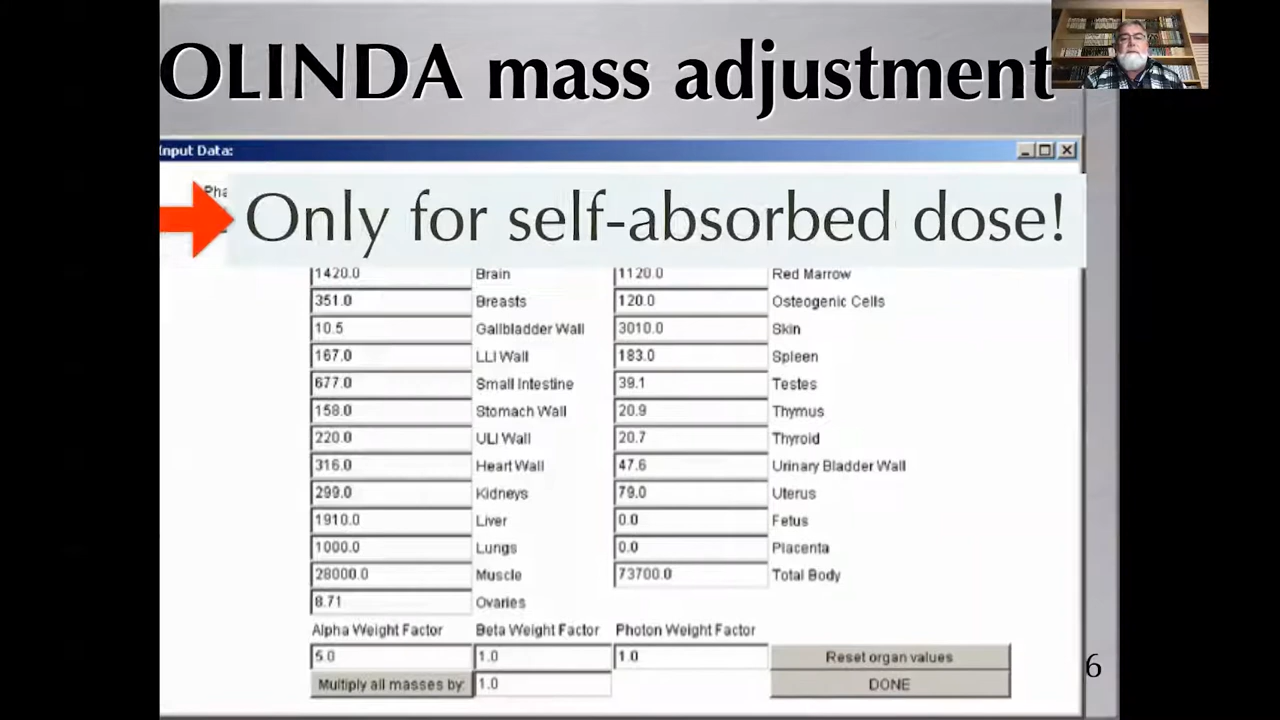 OLINDA mass adjustment
Input Data:
Pha
Only for self-absorbed dose!
1420.0 Brain 1120.0 Red Marrow
351.0 Breasts 120.0 Osteogenic Cells
10.5 Gallbladder Wall 3010.0 Skin
167.0 LLI Wall 183.0 Spleen
677.0 Small Intestine 39.1 Testes
158.0 Stomach Wall 20.9 Thymus
220.0 ULI Wall 20.7 Thyroid
316.0 Heart Wall 47.6 Urinary Bladder Wall
299.0 Kidneys 79.0 Uterus
1910.0 Liver 0.0 Fetus
1000.0 Lungs 0.0 Placenta
28000.0 Muscle 73700.0 Total Body
8.71 Ovaries
Alpha Weight Factor Beta Weight Factor Photon Weight Factor
5.0 1.0 1.0 Reset organ values
Multiply all masses by: 1.0 DONE
6